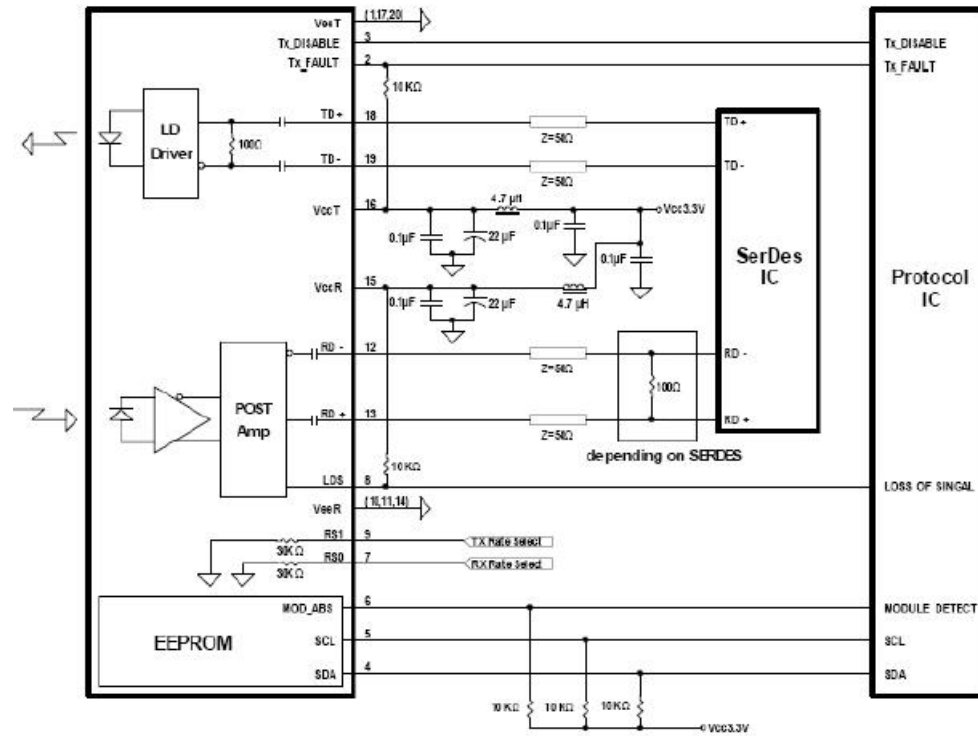 VeeT
(1,17,20)
Tx_DISABLE
3
Tx_DISABLE
Tx_FAULT
2
Tx_FAULT
10 KΩ
LD
Driver
100Ω
TD+
18
Z=50Ω
TD+
TD-
19
Z=50Ω
TD-
VccT
16
4.7 µH
Vcc3.3V
0.1µF
22 µF
0.1µF
0.1µF
SerDes
IC
Protocol
IC
VccR
15
0.1µF
22 µF
4.7 µH
RD -
12
Z=50Ω
RD -
100Ω
POST
Amp
RD +
13
Z=50Ω
RD +
depending on SERDES
10 KΩ
LOS
8
LOSS OF SINGAL
VeeR
(10,11,14)
RS1
9
TX Rate Select
30KΩ
RS0
7
RX Rate Select
30KΩ
MOD_ABS
6
MODULE DETECT
EEPROM
SCL
5
SCL
SDA
4
SDA
10 KΩ
10 KΩ
10 KΩ
Vcc3.3V